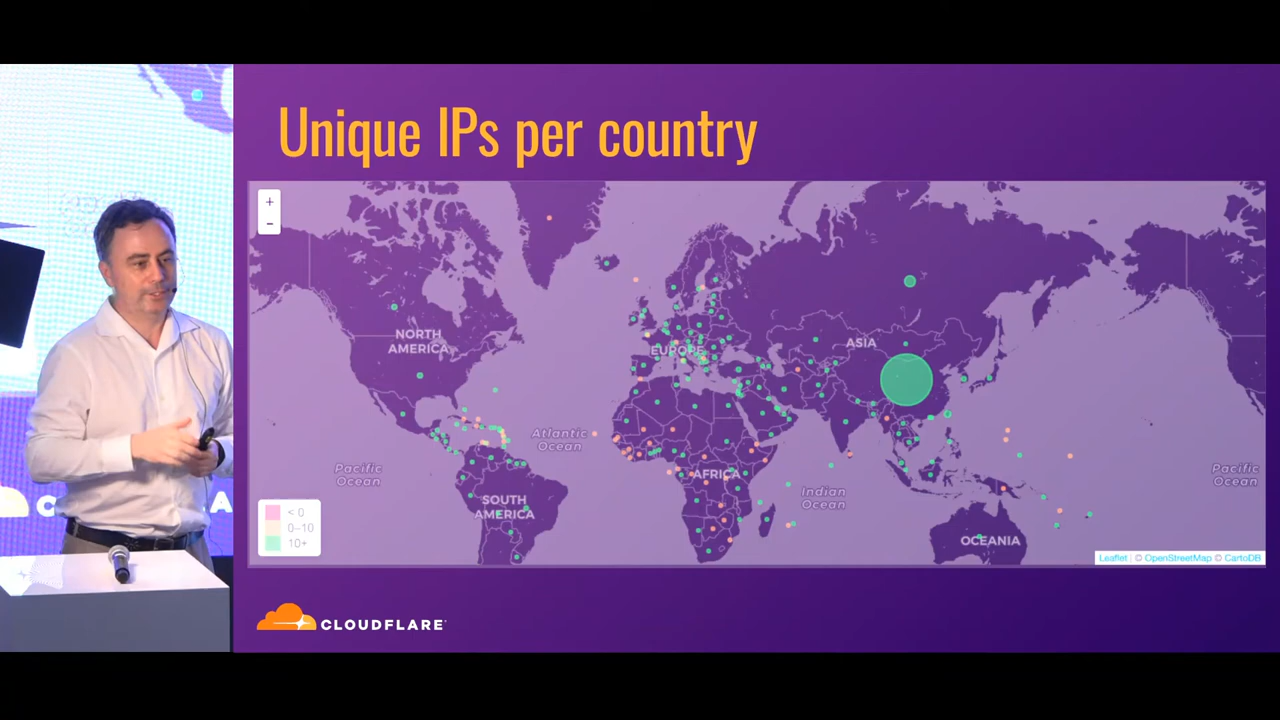 Unique IPs per country
+
−
NORTH
AMERICA
EUROPE
ASIA
Atlantic
Ocean
Pacific
Ocean
AFRICA
Indian
Ocean
Pacific
Ocean
SOUTH
AMERICA
OCEANIA
< 0
0–10
10+
Leaflet | © OpenStreetMap © CartoDB
CLOUDFLARE